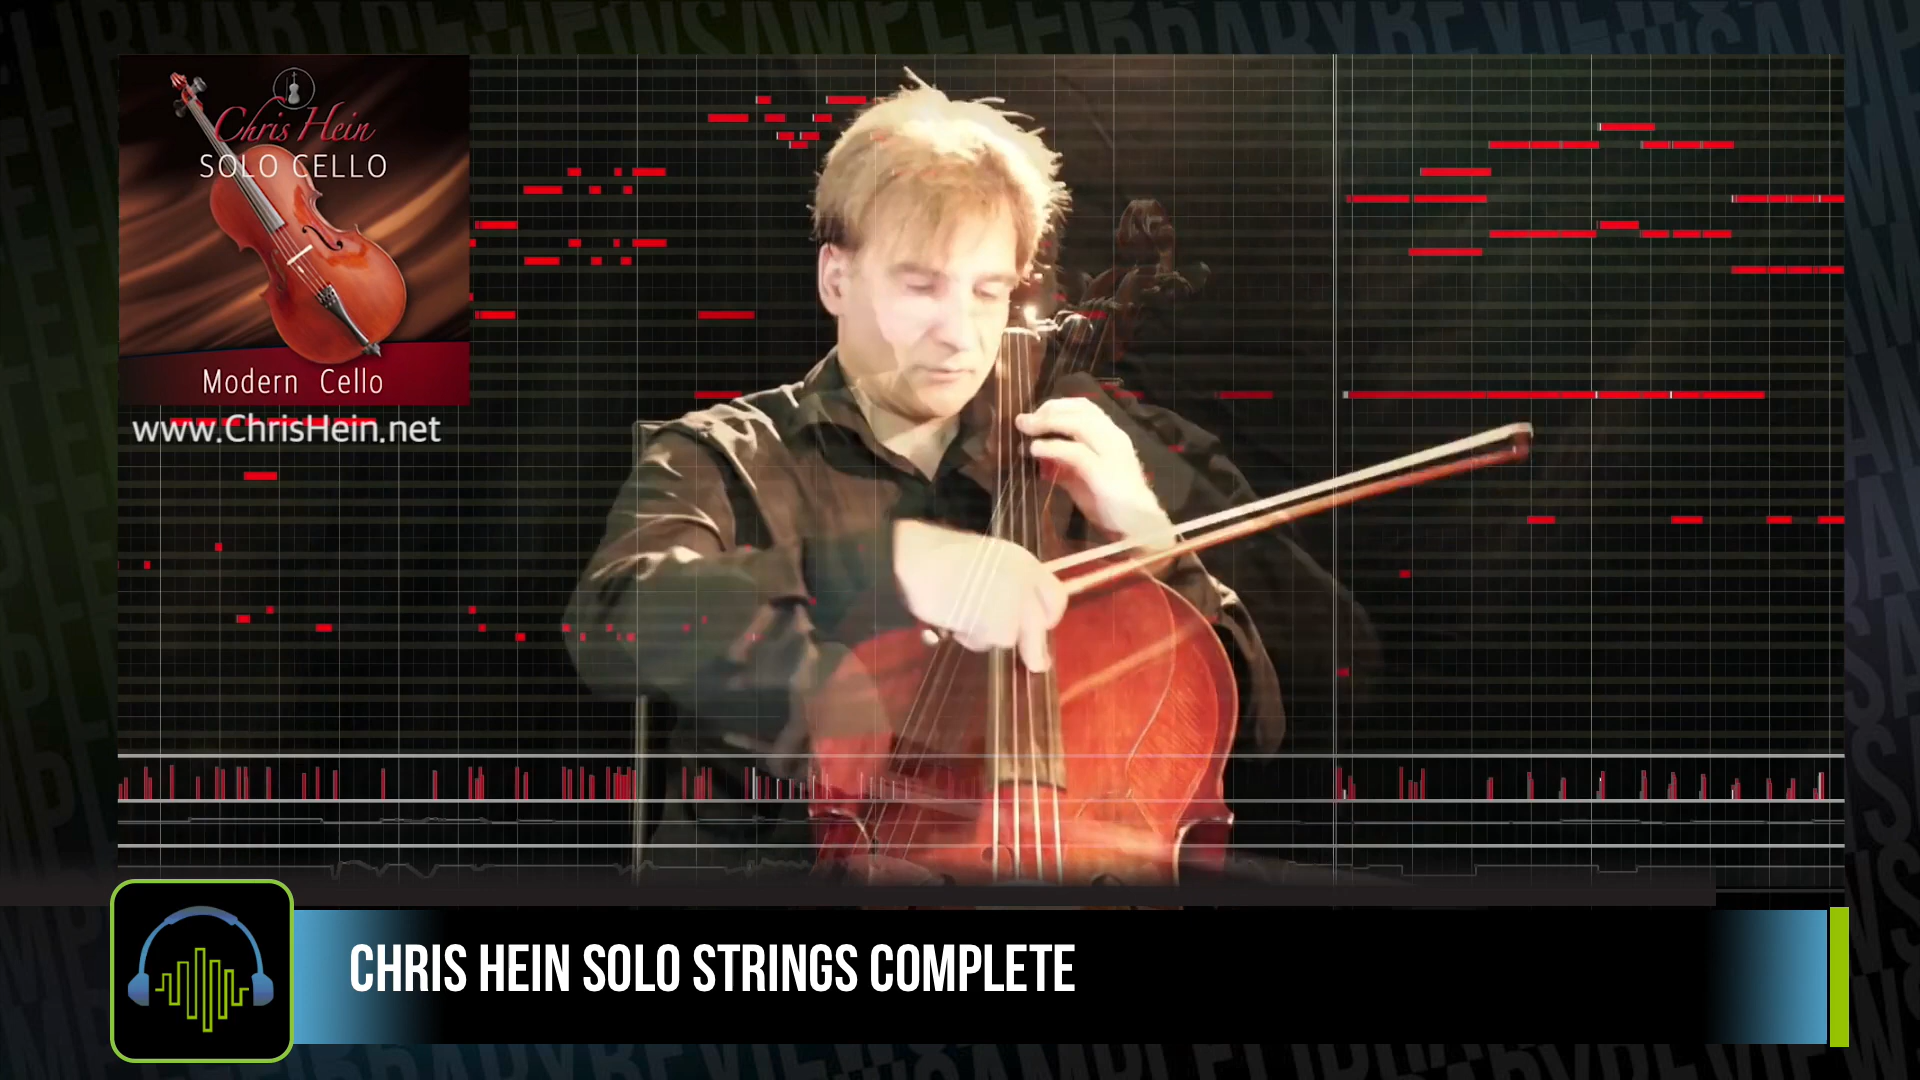 Chris Hein
SOLO CELLO
Modern Cello
www.ChrisHein.net
CHRIS HEIN SOLO STRINGS COMPLETE